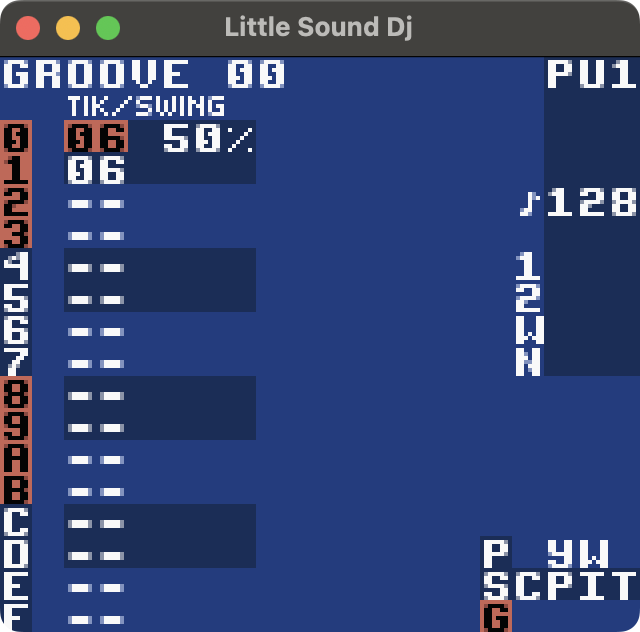 Little Sound Dj
GROOVE 00 PU1
TIK/SWING
0 06 50%
1 06
2 -- ♪128
3 --
4 -- 1
5 -- 2
6 -- W
7 -- N
8 --
9 --
A --
B --
C --
D -- P yW
E -- SCPIT
F -- G